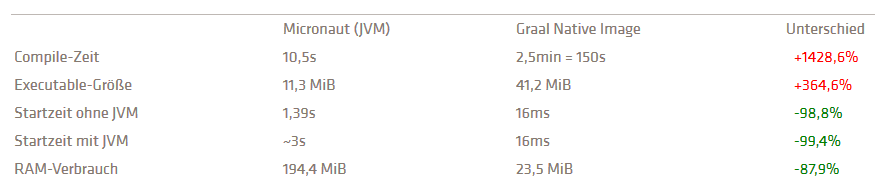 Micronaut (JVM) Graal Native Image Unterschied
Compile-Zeit 10,5s 2,5min = 150s +1428,6%
Executable-Größe 11,3 MiB 41,2 MiB +364,6%
Startzeit ohne JVM 1,39s 16ms -98,8%
Startzeit mit JVM ~3s 16ms -99,4%
RAM-Verbrauch 194,4 MiB 23,5 MiB -87,9%